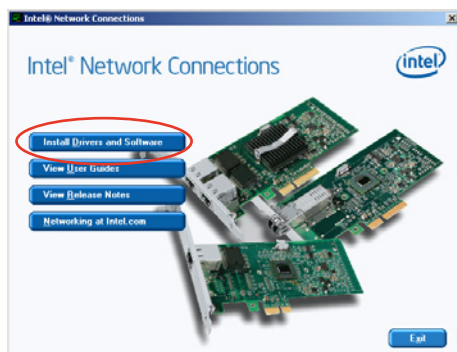 Intel® Network Connections
Intel® Network Connections
intel
Install Drivers and Software
View User Guides
View Release Notes
Networking at Intel.com
Exit